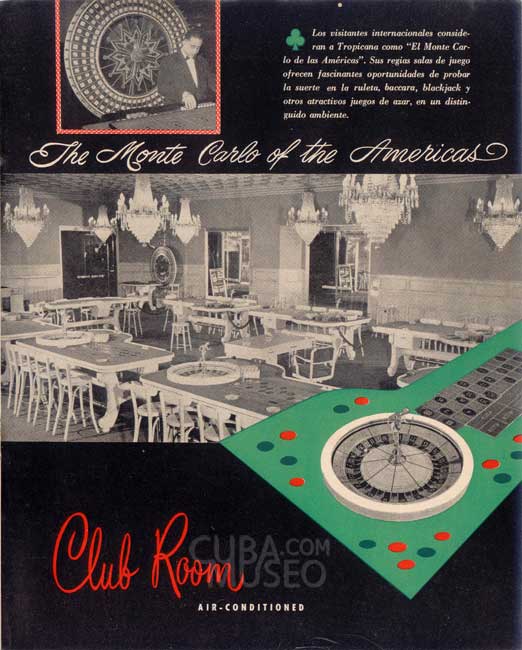 Los visitantes internacionales conside-
ran a Tropicana como "El Monte Car-
lo de las Américas". Sus regias salas de juego
ofrecen fascinantes oportunidades de probar
la suerte en la ruleta, baccara, blackjack y
otros atractivos juegos de azar, en un distin-
guido ambiente.
The Monte Carlo of the Americas
Club Room
CUBA.COM
MUSEO
AIR-CONDITIONED